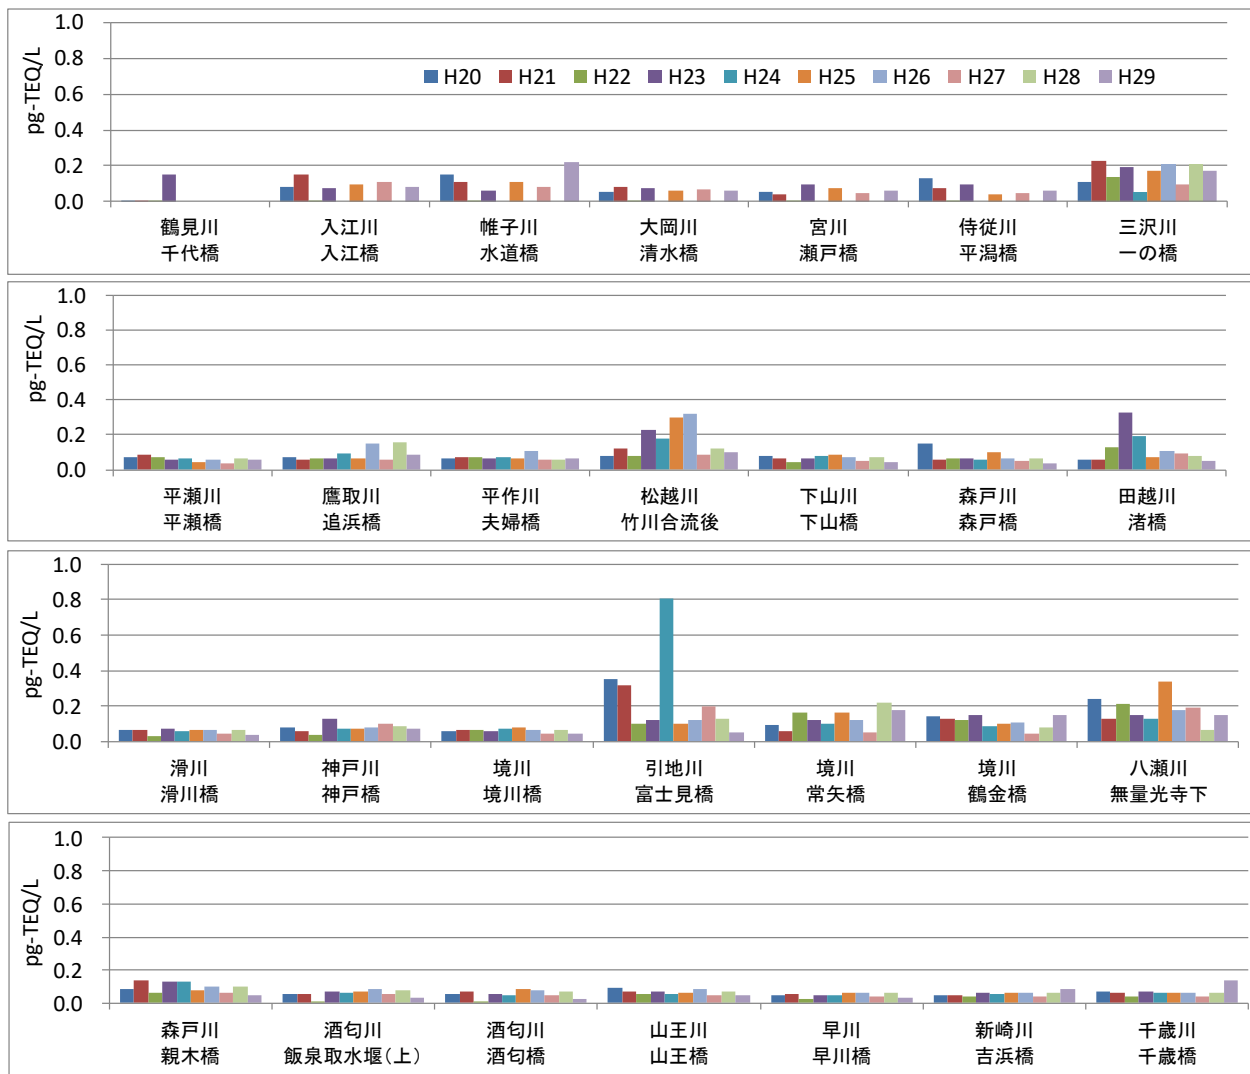 pg-TEQ/L
1.0
0.8
0.6
0.4
0.2
0.0
H20 H21 H22 H23 H24 H25 H26 H27 H28 H29
鶴見川 入江川 帷子川 大岡川 宮川 侍従川 三沢川
千代橋 入江橋 水道橋 清水橋 瀬戸橋 平潟橋 一の橋
pg-TEQ/L
1.0
0.8
0.6
0.4
0.2
0.0
平瀬川 鷹取川 平作川 松越川 下山川 森戸川 田越川
平瀬橋 追浜橋 夫婦橋 竹川合流後 下山橋 森戸橋 渚橋
pg-TEQ/L
1.0
0.8
0.6
0.4
0.2
0.0
滑川 神戸川 境川 引地川 境川 境川 八瀬川
滑川橋 神戸橋 境川橋 富士見橋 常矢橋 鶴金橋 無量光寺下
pg-TEQ/L
1.0
0.8
0.6
0.4
0.2
0.0
森戸川 酒匂川 酒匂川 山王川 早川 新崎川 千歳川
親木橋 飯泉取水堰(上) 酒匂橋 山王橋 早川橋 吉浜橋 千歳橋